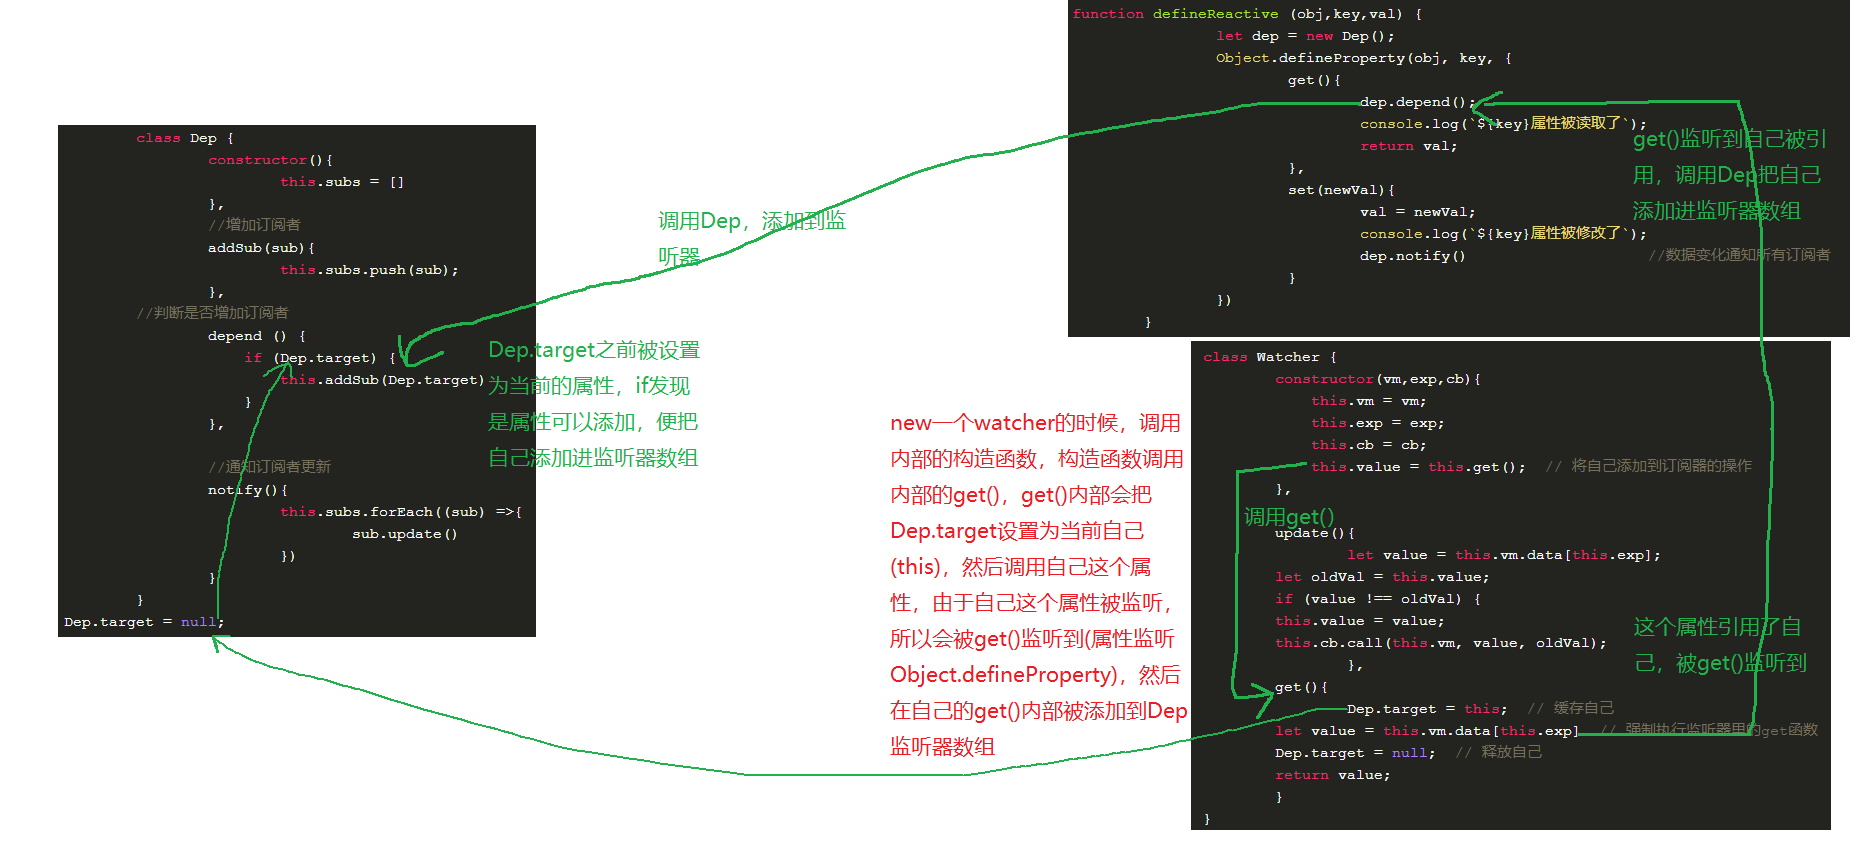 class Dep {
constructor(){
this.subs = []
},
//增加订阅者
addSub(sub){
this.subs.push(sub);
},
//判断是否增加订阅者
depend () {
if (Dep.target) {
this.addSub(Dep.target)
}
},
//通知订阅者更新
notify(){
this.subs.forEach((sub) =>{
sub.update()
})
}
}
Dep.target = null;
调用Dep，添加到监
听器
Dep.target之前被设置
为当前的属性，if发现
是属性可以添加，便把
自己添加进监听器数组
new一个watcher的时候，调用
内部的构造函数，构造函数调用
内部的get()，get()内部会把
Dep.target设置为当前自己
(this)，然后调用自己这个属
性，由于自己这个属性被监听，
所以会被get()监听到(属性监听
Object.defineProperty)，然后
在自己的get()内部被添加到Dep
监听器数组
function defineReactive (obj,key,val) {
let dep = new Dep();
Object.defineProperty(obj, key, {
get(){
dep.depend();
console.log(`${key}属性被读取了`);
return val;
},
set(newVal){
val = newVal;
console.log(`${key}属性被修改了`);
dep.notify() //数据变化通知所有订阅者
}
})
}
get()监听到自己被引
用，调用Dep把自己
添加进监听器数组
class Watcher {
constructor(vm,exp,cb){
this.vm = vm;
this.exp = exp;
this.cb = cb;
this.value = this.get(); // 将自己添加到订阅器的操作
},
调用get()
update(){
let value = this.vm.data[this.exp];
let oldVal = this.value;
if (value !== oldVal) {
this.value = value;
this.cb.call(this.vm, value, oldVal);
},
这个属性引用了自
己，被get()监听到
get(){
Dep.target = this; // 缓存自己
let value = this.vm.data[this.exp] // 强制执行监听器里的get函数
Dep.target = null; // 释放自己
return value;
}
}